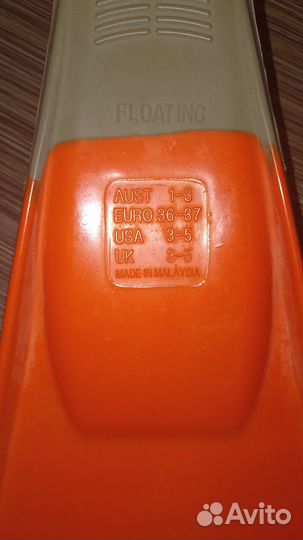 FLOATING
AUST 1-3
EURO 36-37
USA 3-5
UK 3-5
MADE IN MALAYSIA
Avito